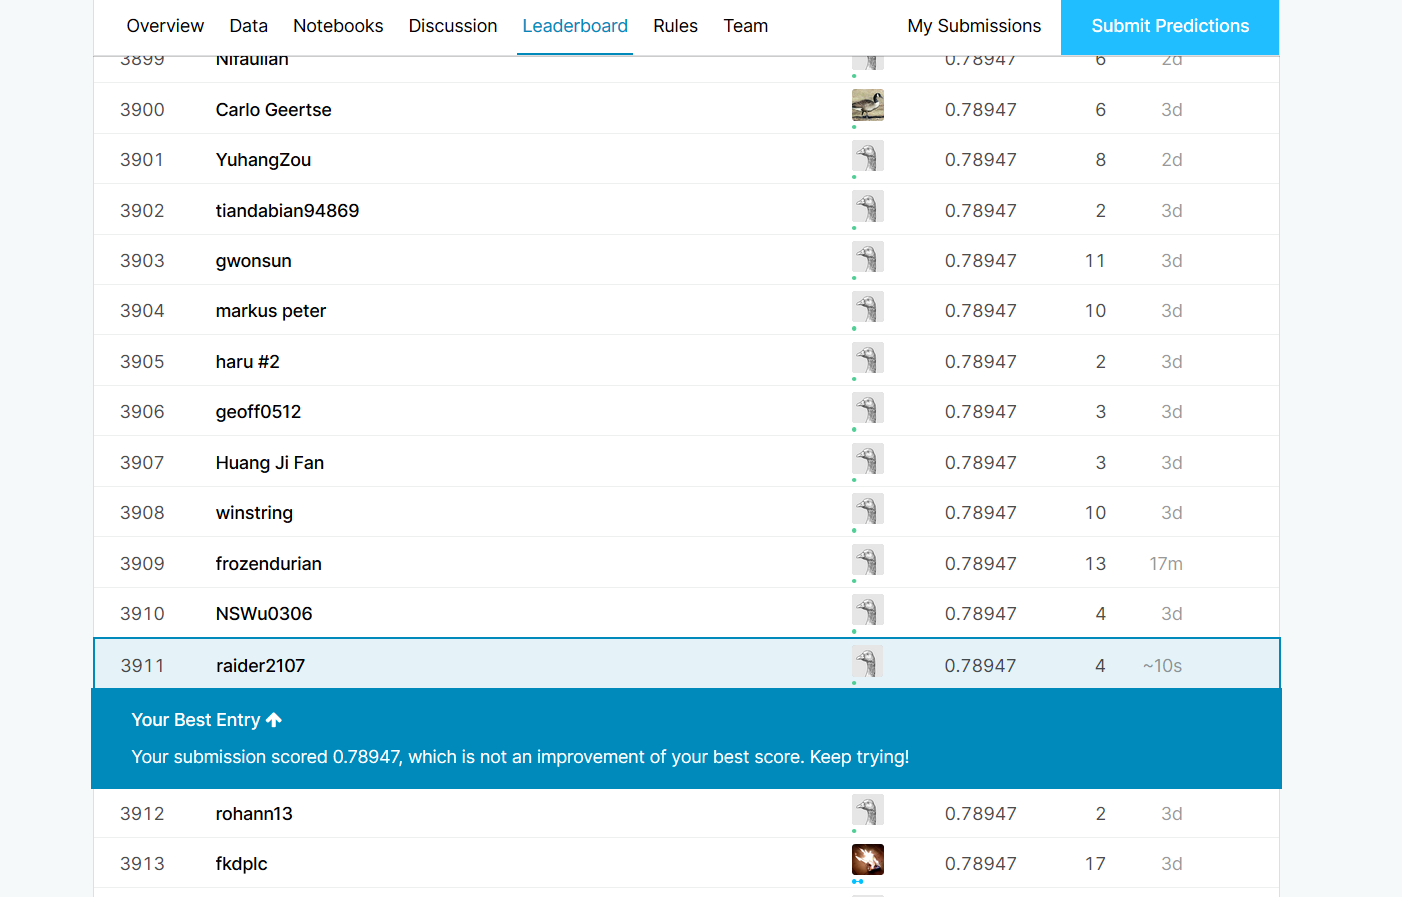 Overview Data Notebooks Discussion Leaderboard Rules Team My Submissions Submit Predictions
3899 Nifaulian 0.78947 6 2d
3900 Carlo Geertse 0.78947 6 3d
3901 YuhangZou 0.78947 8 2d
3902 tiandabian94869 0.78947 2 3d
3903 gwonsun 0.78947 11 3d
3904 markus peter 0.78947 10 3d
3905 haru #2 0.78947 2 3d
3906 geoff0512 0.78947 3 3d
3907 Huang Ji Fan 0.78947 3 3d
3908 winstring 0.78947 10 3d
3909 frozendurian 0.78947 13 17m
3910 NSWu0306 0.78947 4 3d
3911 raider2107 0.78947 4 ~10s
Your Best Entry
Your submission scored 0.78947, which is not an improvement of your best score. Keep trying!
3912 rohann13 0.78947 2 3d
3913 fkdplc 0.78947 17 3d